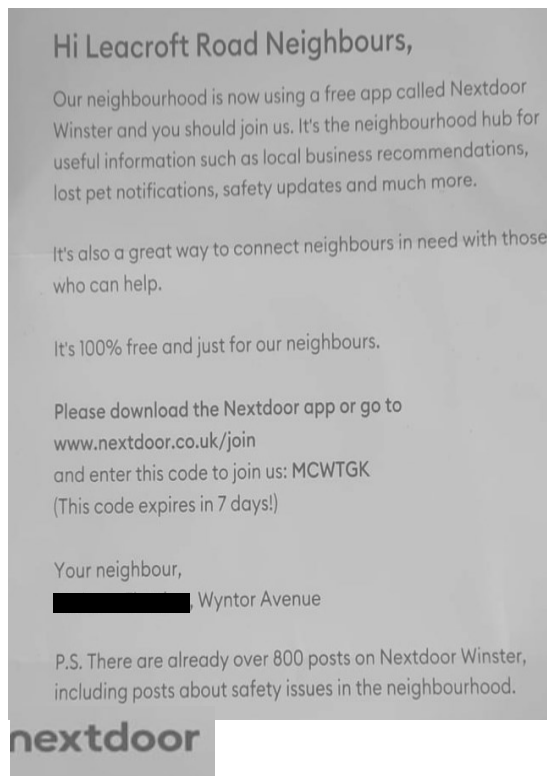 Hi Leacroft Road Neighbours,
Our neighbourhood is now using a free app called Nextdoor
Winster and you should join us. It's the neighbourhood hub for
useful information such as local business recommendations,
lost pet notifications, safety updates and much more.
It's also a great way to connect neighbours in need with those
who can help.
It's 100% free and just for our neighbours.
Please download the Nextdoor app or go to
www.nextdoor.co.uk/join
and enter this code to join us: MCWTGK
(This code expires in 7 days!)
Your neighbour,
, Wyntor Avenue
P.S. There are already over 800 posts on Nextdoor Winster,
including posts about safety issues in the neighbourhood.
nextdoor